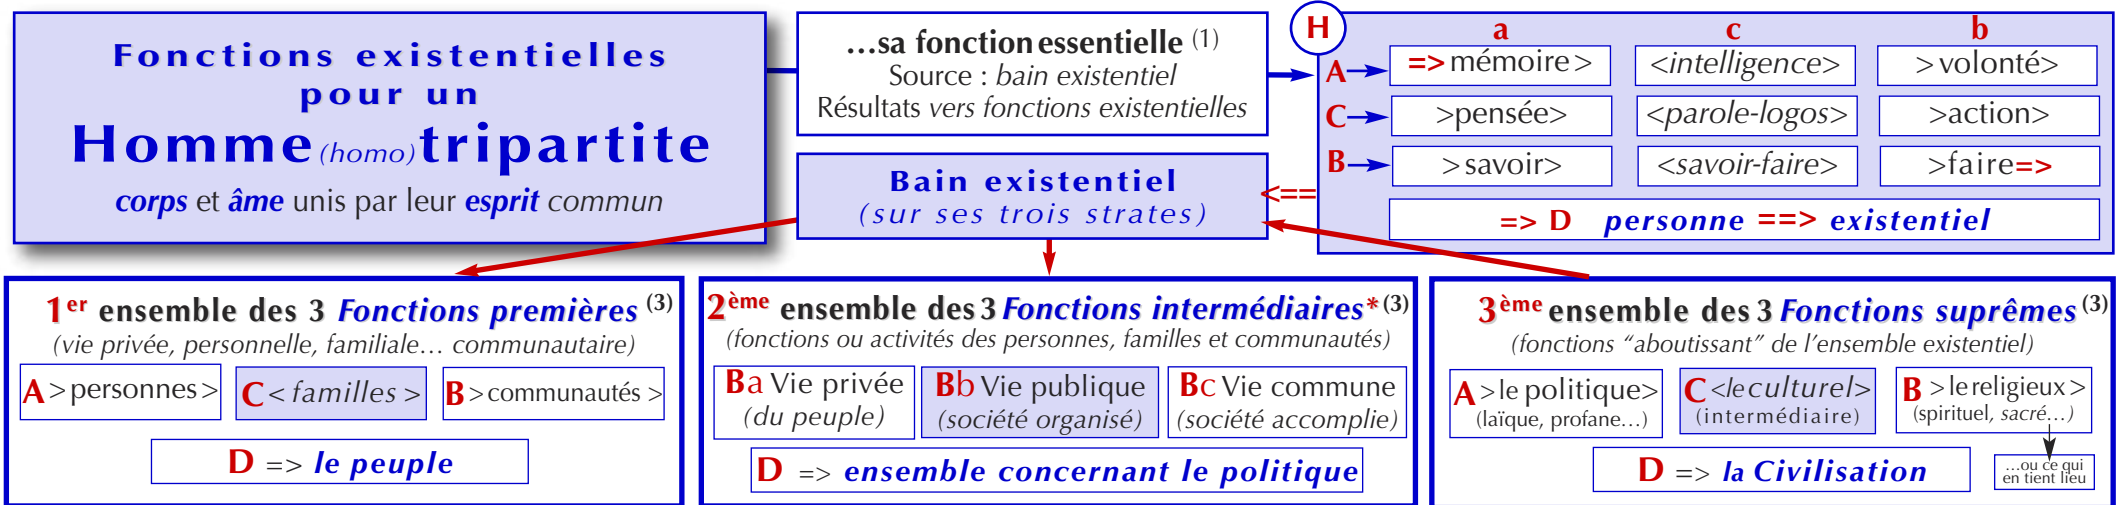 Fonctions existentielles
pour un
Homme (homo) tripartite
corps et âme unis par leur esprit commun
…sa fonction essentielle (1)
Source : bain existentiel
Résultats vers fonctions existentielles
Bain existentiel
(sur ses trois strates)
<==
H
a c b
A =>mémoire> <intelligence> >volonté>
C >pensée> <parole-logos> >action>
B >savoir> <savoir-faire> >faire=>
=> D personne ==> existentiel
1er ensemble des 3 Fonctions premières (3)
(vie privée, personnelle, familiale… communautaire)
A > personnes >
C < familles >
B > communautés >
D => le peuple
2ème ensemble des 3 Fonctions intermédiaires* (3)
(fonctions ou activités des personnes, familles et communautés)
Ba Vie privée
(du peuple)
Bb Vie publique
(société organisé)
Bc Vie commune
(société accomplie)
D => ensemble concernant le politique
3ème ensemble des 3 Fonctions suprêmes (3)
(fonctions “aboutissant” de l’ensemble existentiel)
A >le politique>
(laïque, profane…)
C <le culturel>
(intermédiaire)
B >le religieux >
(spirituel, sacré…)
D => la Civilisation
…ou ce qui
en tient lieu